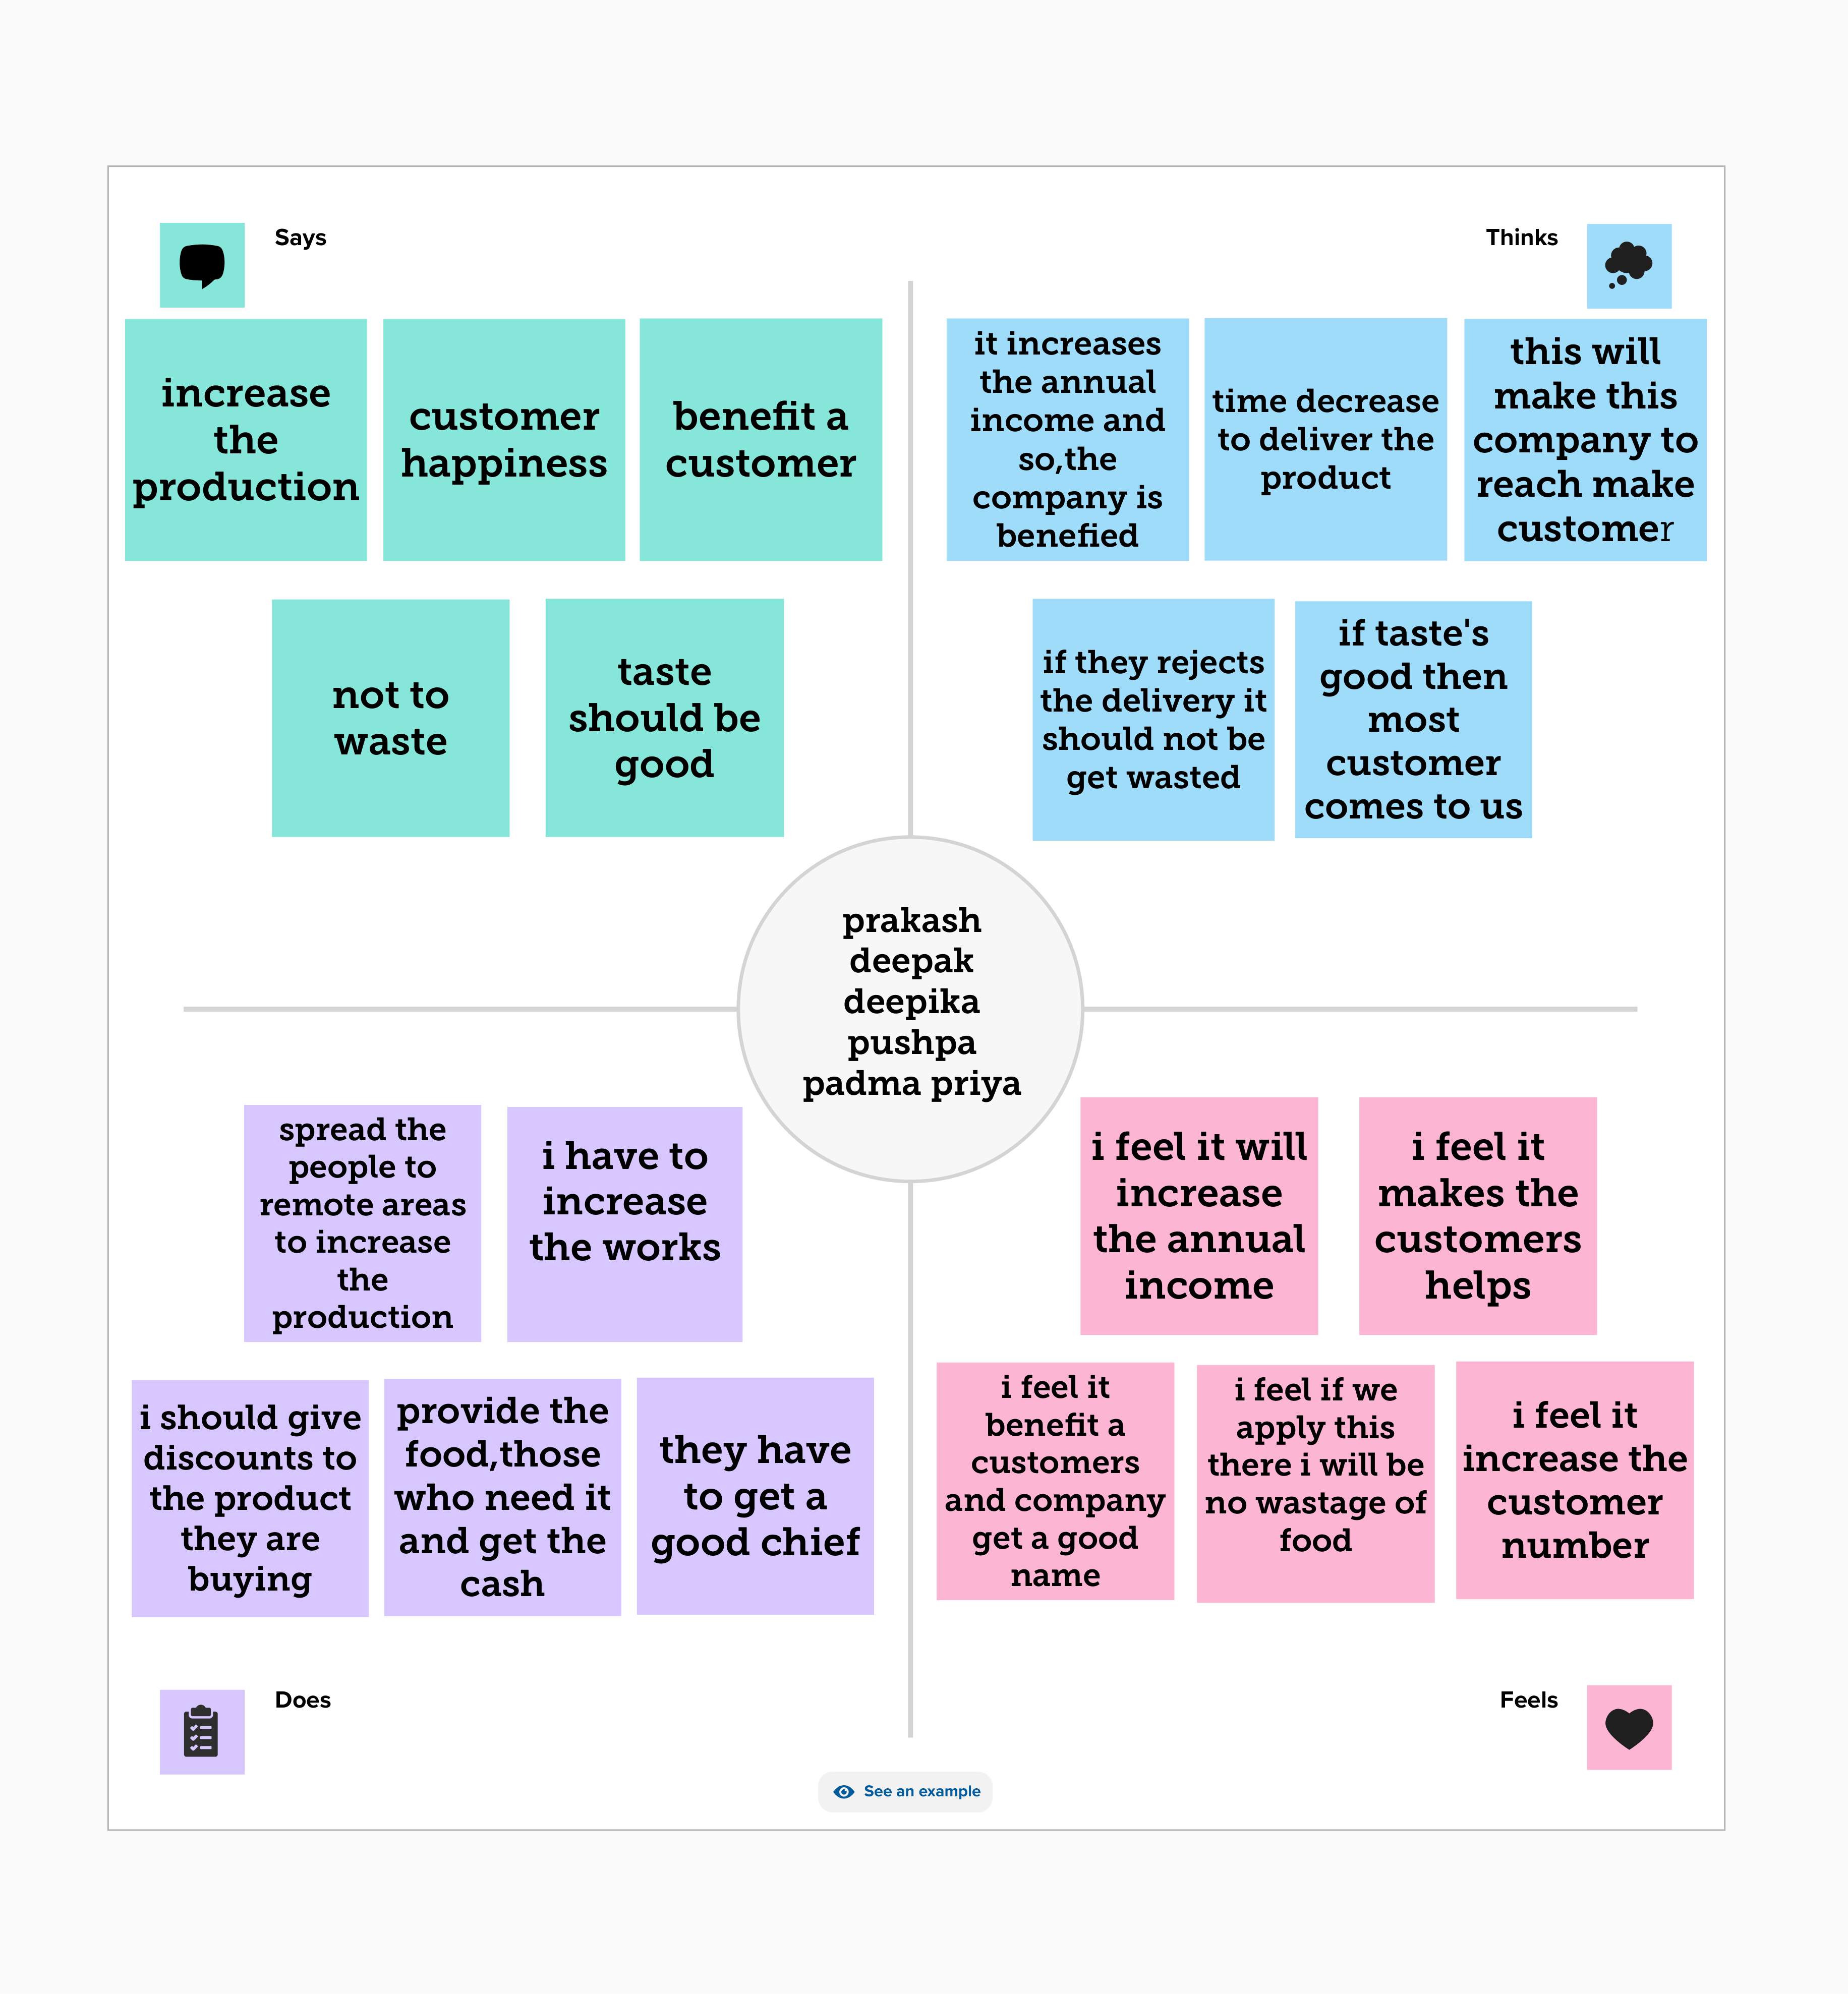 Says
increase
the
production
customer
happiness
benefit a
customer
not to
waste
taste
should be
good
Thinks
it increases
the annual
income and
so,the
company is
benefied
time decrease
to deliver the
product
this will
make this
company to
reach make
customer
if they rejects
the delivery it
should not be
get wasted
if taste's
good then
most
customer
comes to us
prakash
deepak
deepika
pushpa
padma priya
spread the
people to
remote areas
to increase
the
production
i have to
increase
the works
i should give
discounts to
the product
they are
buying
provide the
food,those
who need it
and get the
cash
they have
to get a
good chief
Does
i feel it will
increase
the annual
income
i feel it
makes the
customers
helps
i feel it
benefit a
customers
and company
get a good
name
i feel if we
apply this
there i will be
no wastage of
food
i feel it
increase the
customer
number
Feels
See an example